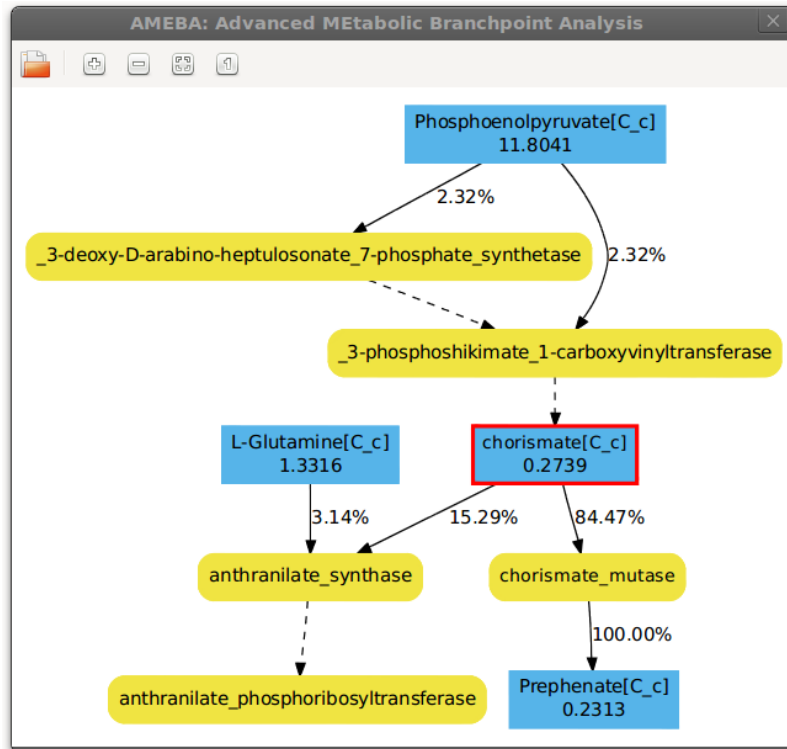 AMEBA: Advanced MEtabolic Branchpoint Analysis
Phosphoenolpyruvate[C_c]
11.8041
2.32%
_3-deoxy-D-arabino-heptulosonate_7-phosphate_synthetase
2.32%
_3-phosphoshikimate_1-carboxyvinyltransferase
L-Glutamine[C_c]
1.3316
chorismate[C_c]
0.2739
3.14%
15.29%
84.47%
anthranilate_synthase
chorismate_mutase
100.00%
anthranilate_phosphoribosyltransferase
Prephenate[C_c]
0.2313